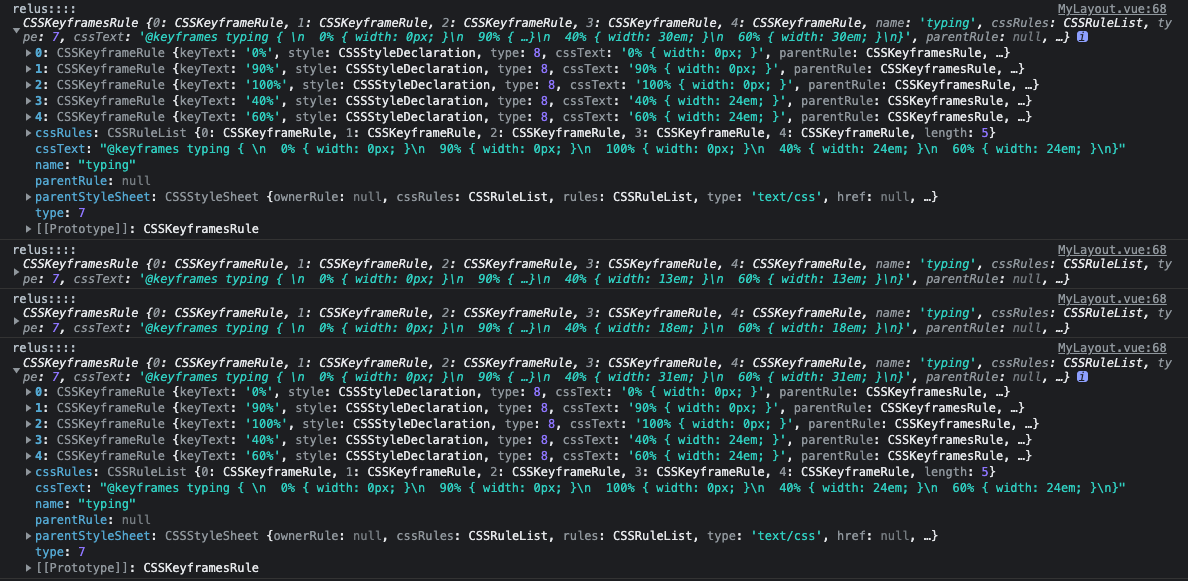 relus:::: MyLayout.vue:68
CSSKeyframesRule {0: CSSKeyframeRule, 1: CSSKeyframeRule, 2: CSSKeyframeRule, 3: CSSKeyframeRule, 4: CSSKeyframeRule, name: 'typing', cssRules: CSSRuleList, ty
pe: 7, cssText: '@keyframes typing { \n  0% { width: 0px; }\n  90% { …}\n  40% { width: 30em; }\n  60% { width: 30em; }\n}', parentRule: null, …} i
0: CSSKeyframeRule {keyText: '0%', style: CSSStyleDeclaration, type: 8, cssText: '0% { width: 0px; }', parentRule: CSSKeyframesRule, …}
1: CSSKeyframeRule {keyText: '90%', style: CSSStyleDeclaration, type: 8, cssText: '90% { width: 0px; }', parentRule: CSSKeyframesRule, …}
2: CSSKeyframeRule {keyText: '100%', style: CSSStyleDeclaration, type: 8, cssText: '100% { width: 0px; }', parentRule: CSSKeyframesRule, …}
3: CSSKeyframeRule {keyText: '40%', style: CSSStyleDeclaration, type: 8, cssText: '40% { width: 24em; }', parentRule: CSSKeyframesRule, …}
4: CSSKeyframeRule {keyText: '60%', style: CSSStyleDeclaration, type: 8, cssText: '60% { width: 24em; }', parentRule: CSSKeyframesRule, …}
cssRules: CSSRuleList {0: CSSKeyframeRule, 1: CSSKeyframeRule, 2: CSSKeyframeRule, 3: CSSKeyframeRule, 4: CSSKeyframeRule, length: 5}
cssText: "@keyframes typing { \n  0% { width: 0px; }\n  90% { width: 0px; }\n  100% { width: 0px; }\n  40% { width: 24em; }\n  60% { width: 24em; }\n}"
name: "typing"
parentRule: null
parentStyleSheet: CSSStyleSheet {ownerRule: null, cssRules: CSSRuleList, rules: CSSRuleList, type: 'text/css', href: null, …}
type: 7
[[Prototype]]: CSSKeyframesRule
relus:::: MyLayout.vue:68
CSSKeyframesRule {0: CSSKeyframeRule, 1: CSSKeyframeRule, 2: CSSKeyframeRule, 3: CSSKeyframeRule, 4: CSSKeyframeRule, name: 'typing', cssRules: CSSRuleList, ty
pe: 7, cssText: '@keyframes typing { \n  0% { width: 0px; }\n  90% { …}\n  40% { width: 13em; }\n  60% { width: 13em; }\n}', parentRule: null, …}
relus:::: MyLayout.vue:68
CSSKeyframesRule {0: CSSKeyframeRule, 1: CSSKeyframeRule, 2: CSSKeyframeRule, 3: CSSKeyframeRule, 4: CSSKeyframeRule, name: 'typing', cssRules: CSSRuleList, ty
pe: 7, cssText: '@keyframes typing { \n  0% { width: 0px; }\n  90% { …}\n  40% { width: 18em; }\n  60% { width: 18em; }\n}', parentRule: null, …}
relus:::: MyLayout.vue:68
CSSKeyframesRule {0: CSSKeyframeRule, 1: CSSKeyframeRule, 2: CSSKeyframeRule, 3: CSSKeyframeRule, 4: CSSKeyframeRule, name: 'typing', cssRules: CSSRuleList, ty
pe: 7, cssText: '@keyframes typing { \n  0% { width: 0px; }\n  90% { …}\n  40% { width: 31em; }\n  60% { width: 31em; }\n}', parentRule: null, …} i
0: CSSKeyframeRule {keyText: '0%', style: CSSStyleDeclaration, type: 8, cssText: '0% { width: 0px; }', parentRule: CSSKeyframesRule, …}
1: CSSKeyframeRule {keyText: '90%', style: CSSStyleDeclaration, type: 8, cssText: '90% { width: 0px; }', parentRule: CSSKeyframesRule, …}
2: CSSKeyframeRule {keyText: '100%', style: CSSStyleDeclaration, type: 8, cssText: '100% { width: 0px; }', parentRule: CSSKeyframesRule, …}
3: CSSKeyframeRule {keyText: '40%', style: CSSStyleDeclaration, type: 8, cssText: '40% { width: 24em; }', parentRule: CSSKeyframesRule, …}
4: CSSKeyframeRule {keyText: '60%', style: CSSStyleDeclaration, type: 8, cssText: '60% { width: 24em; }', parentRule: CSSKeyframesRule, …}
cssRules: CSSRuleList {0: CSSKeyframeRule, 1: CSSKeyframeRule, 2: CSSKeyframeRule, 3: CSSKeyframeRule, 4: CSSKeyframeRule, length: 5}
cssText: "@keyframes typing { \n  0% { width: 0px; }\n  90% { width: 0px; }\n  100% { width: 0px; }\n  40% { width: 24em; }\n  60% { width: 24em; }\n}"
name: "typing"
parentRule: null
parentStyleSheet: CSSStyleSheet {ownerRule: null, cssRules: CSSRuleList, rules: CSSRuleList, type: 'text/css', href: null, …}
type: 7
[[Prototype]]: CSSKeyframesRule